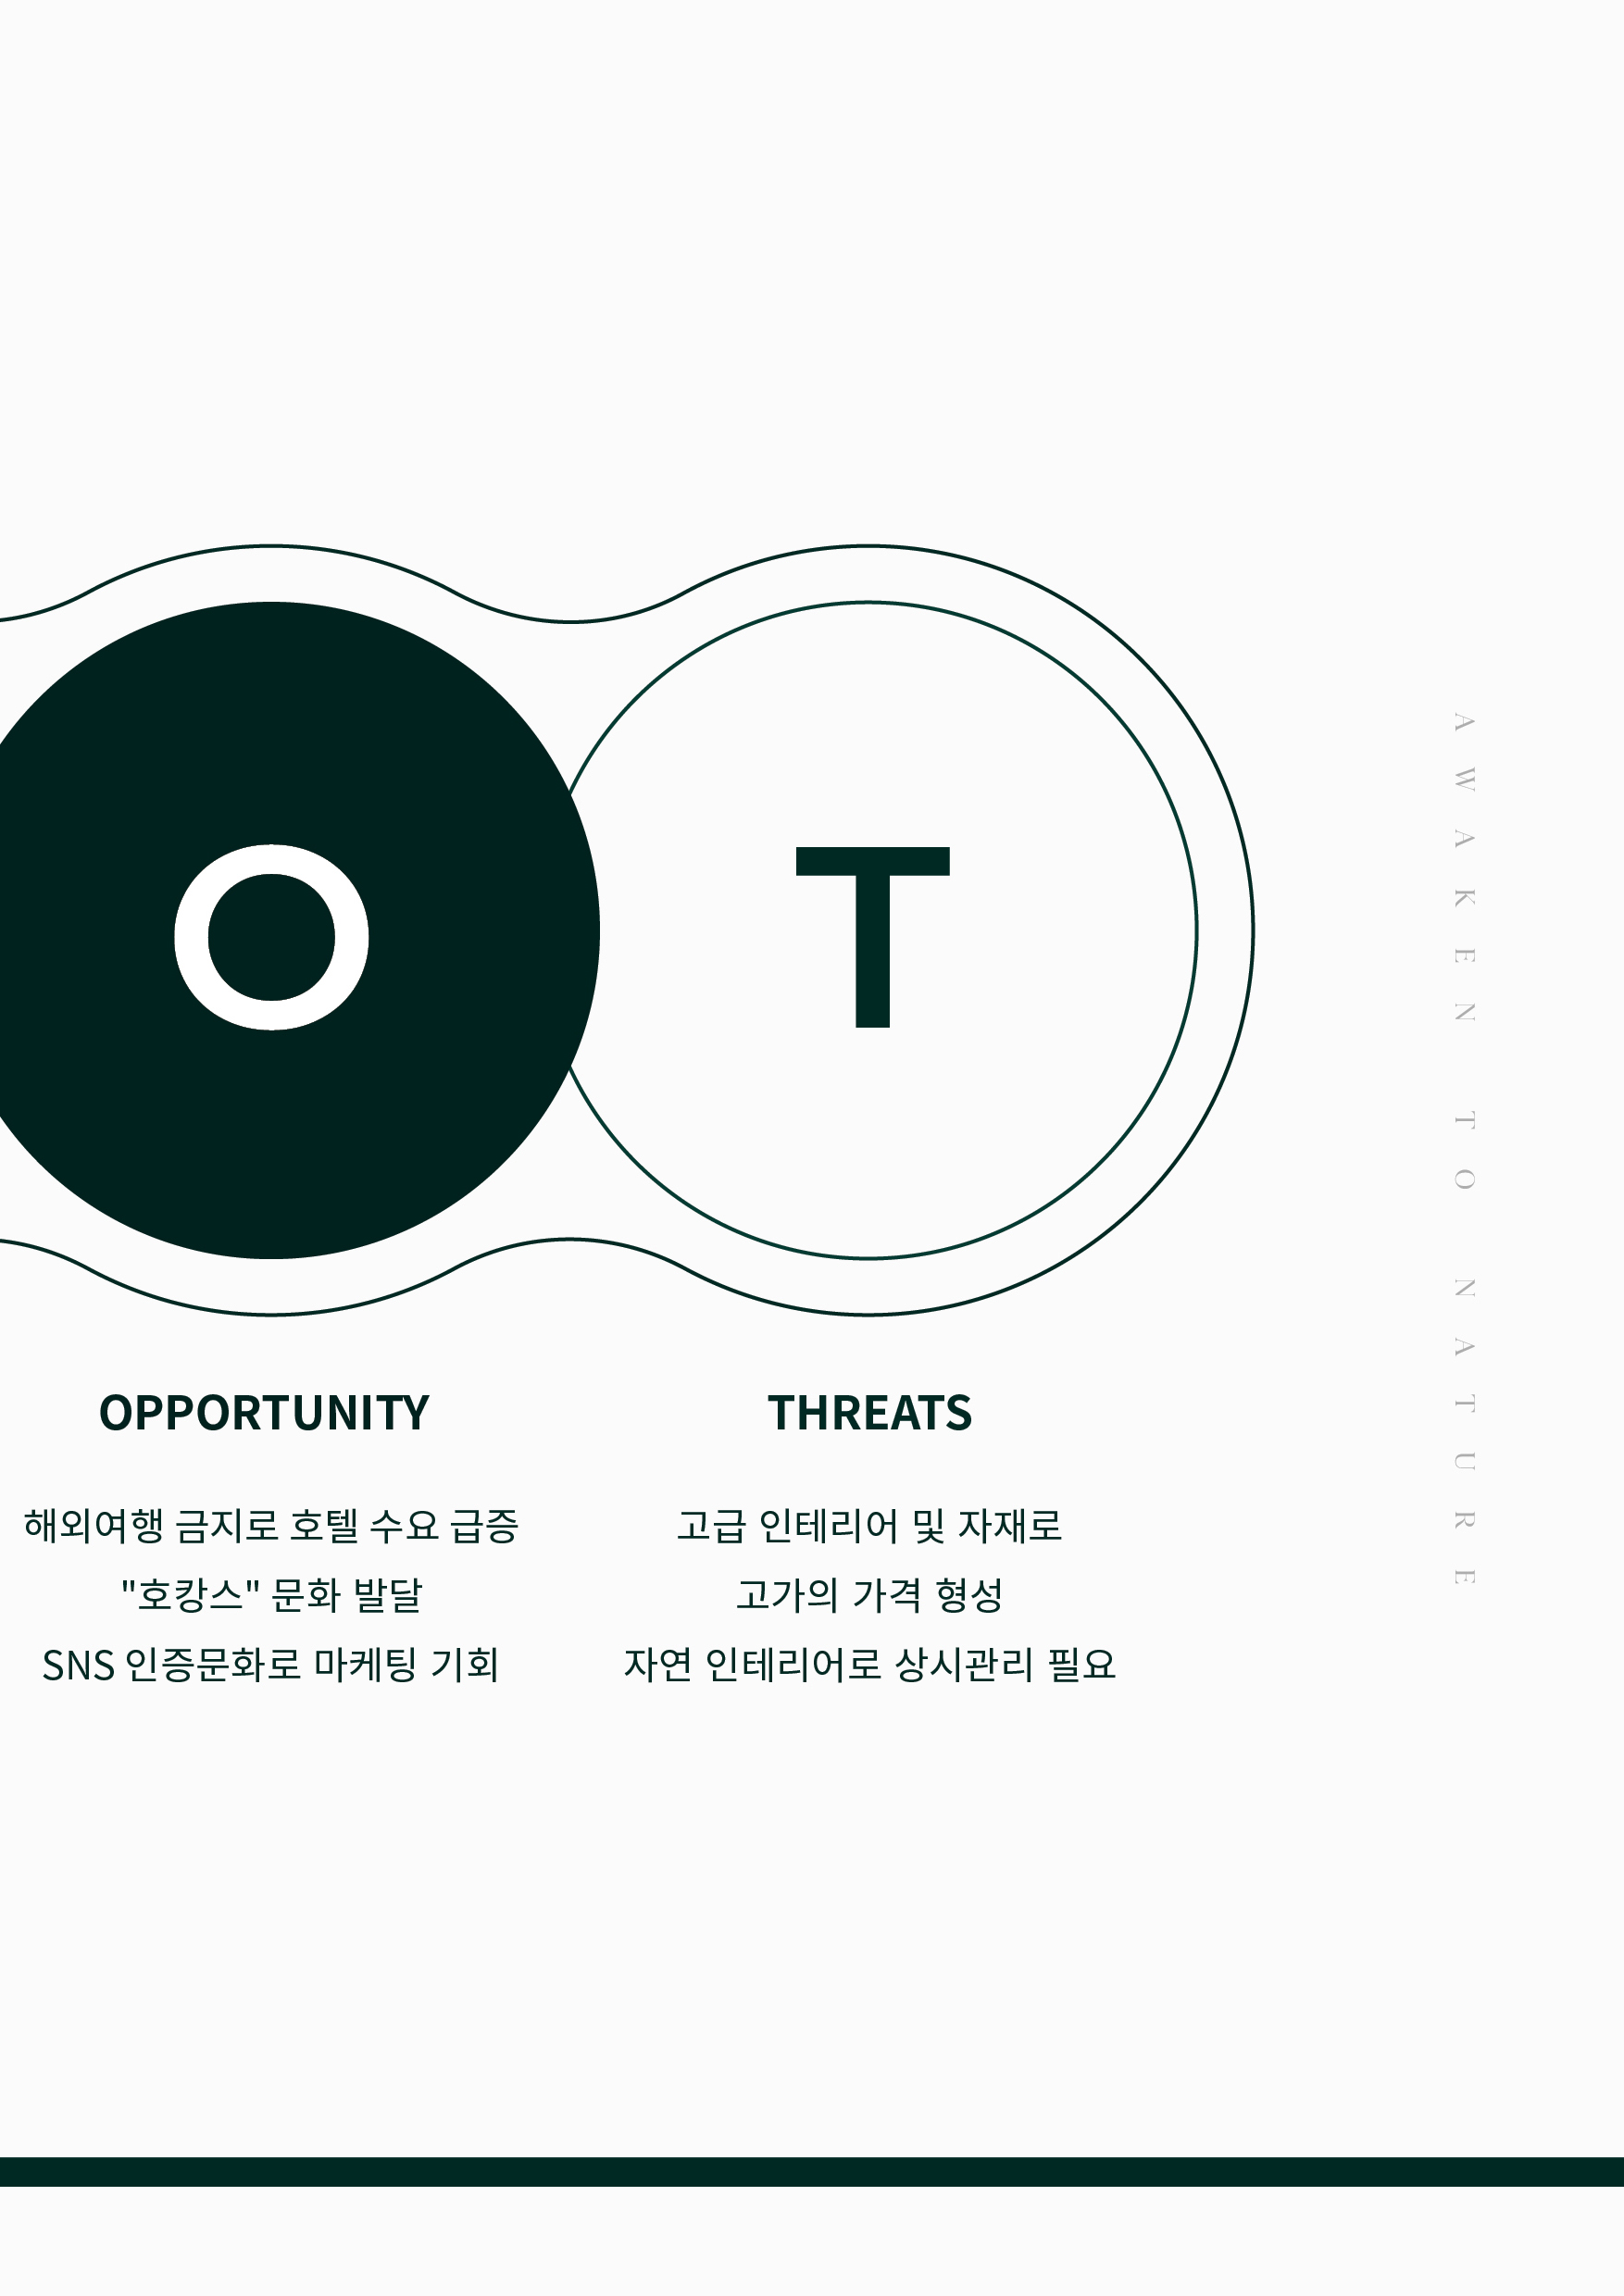 O
T
OPPORTUNITY
해외여행 금지로 호텔 수요 급증
"호캉스" 문화 발달
SNS 인증문화로 마케팅 기회
THREATS
고급 인테리어 및 자재로
고가의 가격 형성
자연 인테리어로 상시관리 필요
AWAKEN TO NATURE